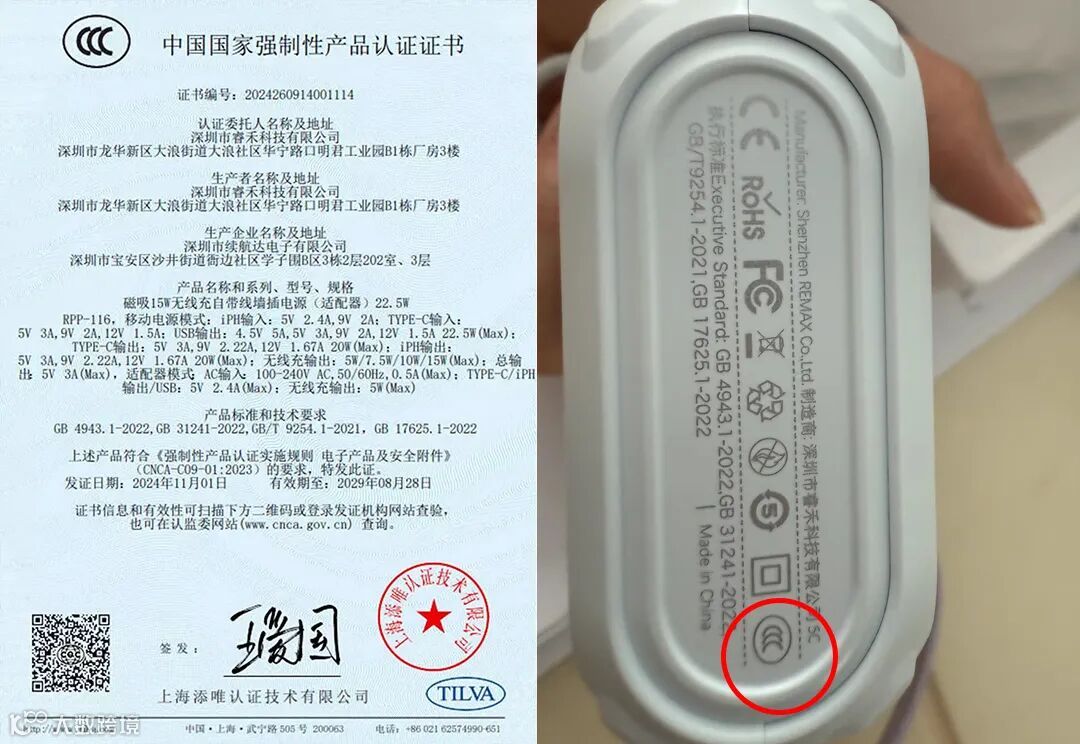 CCC
中国国家强制性产品认证证书
证书编号：2024260914001114
认证委托人名称及地址
深圳市睿禾科技有限公司
深圳市龙华新区大浪街道大浪社区华宁路口明君工业园B1栋厂房3楼
生产者名称及地址
深圳市睿禾科技有限公司
深圳市龙华新区大浪街道大浪社区华宁路口明君工业园B1栋厂房3楼
生产企业名称及地址
深圳市续航达电子有限公司
深圳市宝安区沙井街道衙边社区学子围B区3栋2层202室、3层
产品名称和系列、型号、规格
磁吸15W无线充自带线墙插电源（适配器）22.5W
RPP-116，移动电源模式：iPH输入：5V 2.4A,9V 2A；TYPE-C输入：
5V 3A,9V 2A,12V 1.5A；USB输出：4.5V 5A,5V 3A,9V 2A,12V 1.5A 22.5W(Max)；
TYPE-C输出：5V 3A,9V 2.22A,12V 1.67A 20W(Max)；iPH输出：
5V 3A,9V 2.22A,12V 1.67A 20W(Max)；无线充输出：5W/7.5W/10W/15W(Max)；总输
出：5V 3A(Max)，适配器模式：AC输入：100-240V AC,50/60Hz,0.5A(Max)；TYPE-C/iPH
输出/USB：5V 2.4A(Max)；无线充输出：5W(Max)
产品标准和技术要求
GB 4943.1-2022,GB 31241-2022,GB/T 9254.1-2021，GB 17625.1-2022
上述产品符合《强制性产品认证实施规则 电子产品及安全附件》
（CNCA-C09-01:2023）的要求，特发此证。
发证日期：2024年11月01日 有效期至：2029年08月28日
证书信息和有效性可扫描下方二维码或登录发证机构网站查验，
也可在认监委网站(www.cnca.gov.cn) 查询。
上海添唯认证技术有限公司
签发：
王爱国
上海添唯认证技术有限公司
TILVA
中国·上海·武宁路 505 号 200063
电话：+86 021 62574990-651
大数跨境
Manufacturer: Shenzhen REMAX Co.,Ltd. 制造商: 深圳市睿禾科技有限公司 SC
CE RoHS FC 5 CCC
执行标准Executive Standard: GB 4943.1-2022,GB 31241-2022,
GB/T9254.1-2021,GB 17625.1-2022 | Made in China